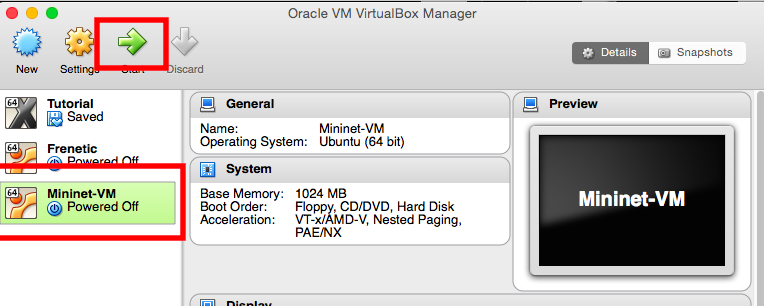 Oracle VM VirtualBox Manager
New
Settings
Start
Discard
Details
Snapshots
64
Tutorial
Saved
64
Frenetic
Powered Off
64
Mininet-VM
Powered Off
General
Name: Mininet-VM
Operating System: Ubuntu (64 bit)
System
Base Memory: 1024 MB
Boot Order: Floppy, CD/DVD, Hard Disk
Acceleration: VT-x/AMD-V, Nested Paging,
PAE/NX
Display
Preview
Mininet-VM